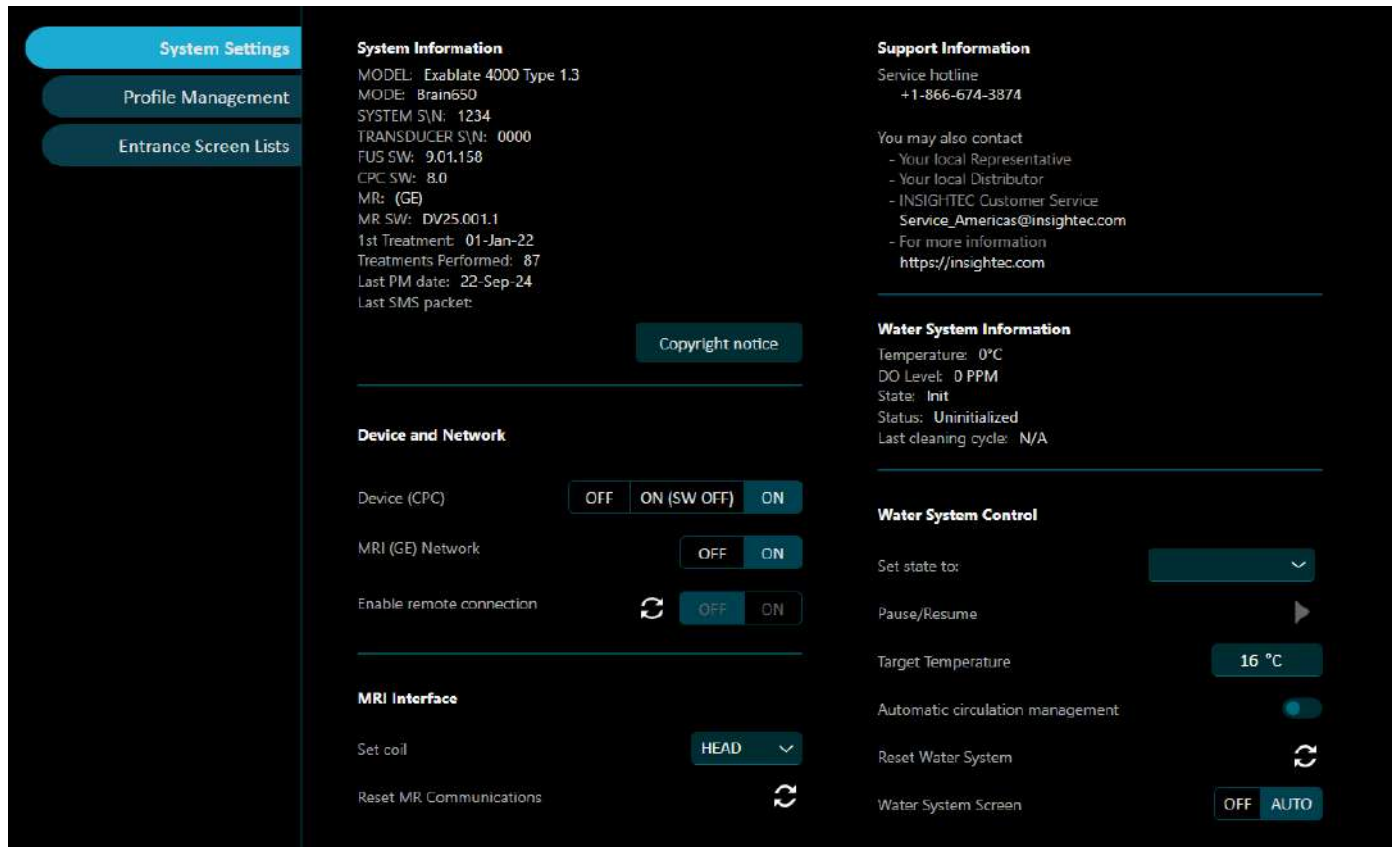 System Settings
Profile Management
Entrance Screen Lists
System Information
MODEL: Exablate 4000 Type 1.3
MODE: Brain650
SYSTEM S\N: 1234
TRANSDUCER S\N: 0000
FUS SW: 9.01.158
CPC SW: 8.0
MR: (GE)
MR SW: DV25.001.1
1st Treatment: 01-Jan-22
Treatments Performed: 87
Last PM date: 22-Sep-24
Last SMS packet:
Copyright notice
Device and Network
Device (CPC) OFF ON (SW OFF) ON
MRI (GE) Network OFF ON
Enable remote connection OFF ON
MRI Interface
Set coil HEAD
Reset MR Communications
Support Information
Service hotline
+1-866-674-3874
You may also contact
- Your local Representative
- Your local Distributor
- INSIGHTEC Customer Service
Service_Americas@insightec.com
- For more information
https://insightec.com
Water System Information
Temperature: 0°C
DO Level: 0 PPM
State: Init
Status: Uninitialized
Last cleaning cycle: N/A
Water System Control
Set state to:
Pause/Resume
Target Temperature 16 °C
Automatic circulation management
Reset Water System
Water System Screen OFF AUTO